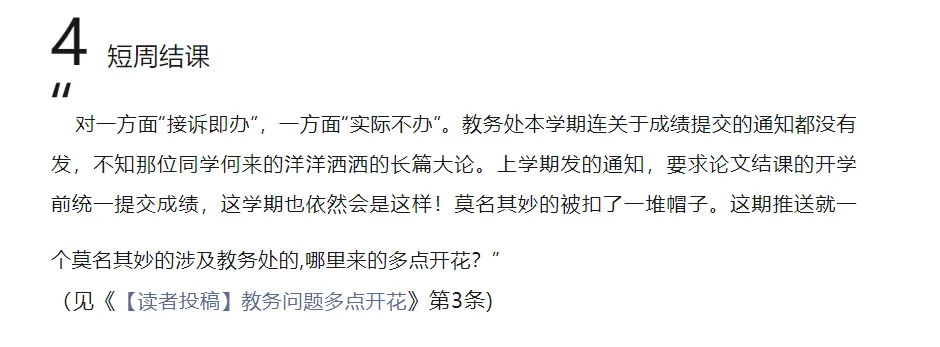 4 短周结课
“
对一方面“接诉即办”，一方面“实际不办”。教务处本学期连关于成绩提交的通知都没有
发，不知那位同学何来的洋洋洒洒的长篇大论。上学期发的通知，要求论文结课的开学
前统一提交成绩，这学期也依然会是这样！莫名其妙的被扣了一堆帽子。这期推送就一
个莫名其妙的涉及教务处的,哪里来的多点开花？”
（见《【读者投稿】教务问题多点开花》第3条)